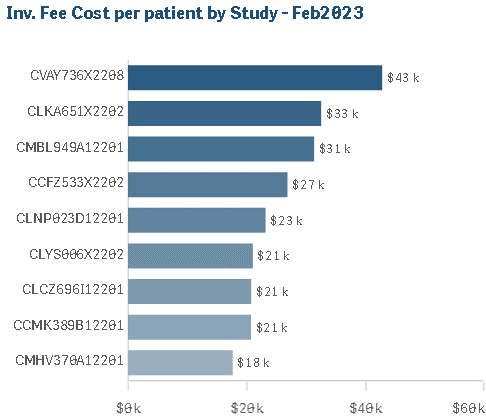 Inv. Fee Cost per patient by Study - Feb2023
CVAY736X2208 $43 k
CLKA651X2202 $33 k
CMBL949A12201 $31 k
CCFZ533X2202 $27 k
CLNP023D12201 $23 k
CLYS006X2202 $21 k
CLCZ696I12201 $21 k
CCMK389B12201 $21 k
CMHV370A12201 $18 k
$0k $20k $40k $60k